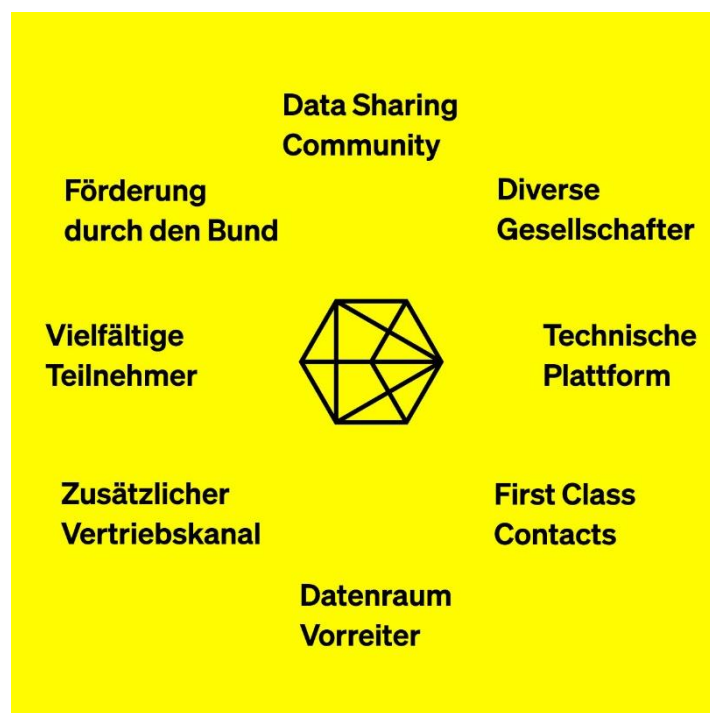 Data Sharing
Community
Förderung
durch den Bund
Diverse
Gesellschafter
Vielfältige
Teilnehmer
Technische
Plattform
Zusätzlicher
Vertriebskanal
First Class
Contacts
Datenraum
Vorreiter